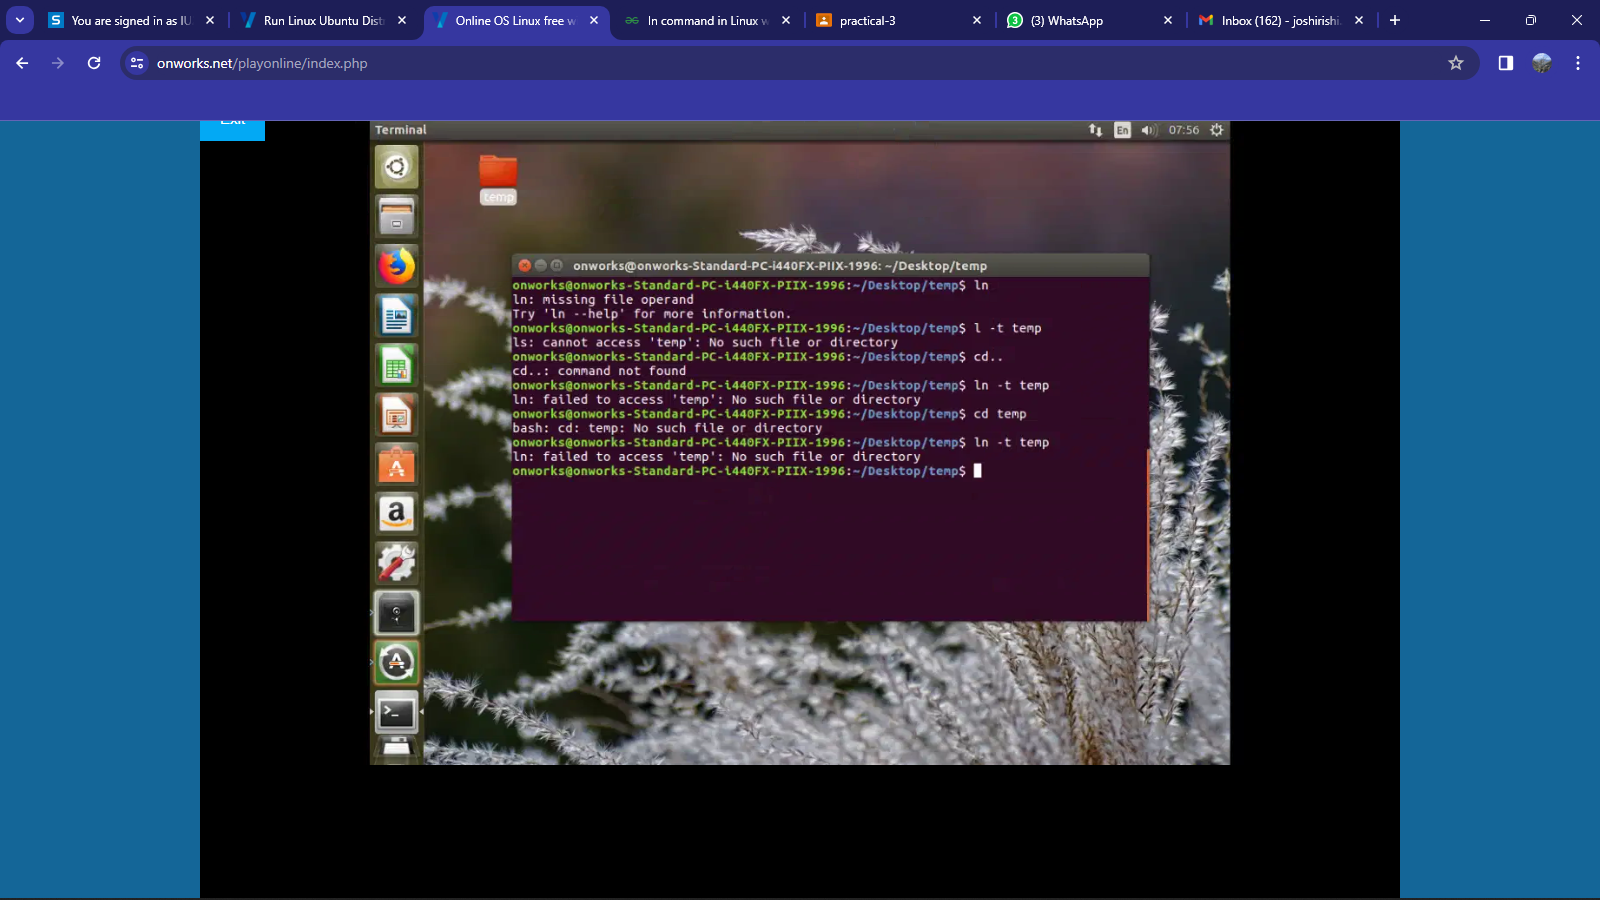 You are signed in as IU
Run Linux Ubuntu Dist
Online OS Linux free w
ln command in Linux w
practical-3
3
(3) WhatsApp
Inbox (162) - joshirishi
onworks.net/playonline/index.php
Exit
Terminal
En
07:56
temp
onworks@onworks-Standard-PC-i440FX-PIIX-1996: ~/Desktop/temp
onworks@onworks-Standard-PC-i440FX-PIIX-1996:~/Desktop/temp$ ln
ln: missing file operand
Try 'ln --help' for more information.
onworks@onworks-Standard-PC-i440FX-PIIX-1996:~/Desktop/temp$ l -t temp
ls: cannot access 'temp': No such file or directory
onworks@onworks-Standard-PC-i440FX-PIIX-1996:~/Desktop/temp$ cd..
cd..: command not found
onworks@onworks-Standard-PC-i440FX-PIIX-1996:~/Desktop/temp$ ln -t temp
ln: failed to access 'temp': No such file or directory
onworks@onworks-Standard-PC-i440FX-PIIX-1996:~/Desktop/temp$ cd temp
bash: cd: temp: No such file or directory
onworks@onworks-Standard-PC-i440FX-PIIX-1996:~/Desktop/temp$ ln -t temp
ln: failed to access 'temp': No such file or directory
onworks@onworks-Standard-PC-i440FX-PIIX-1996:~/Desktop/temp$